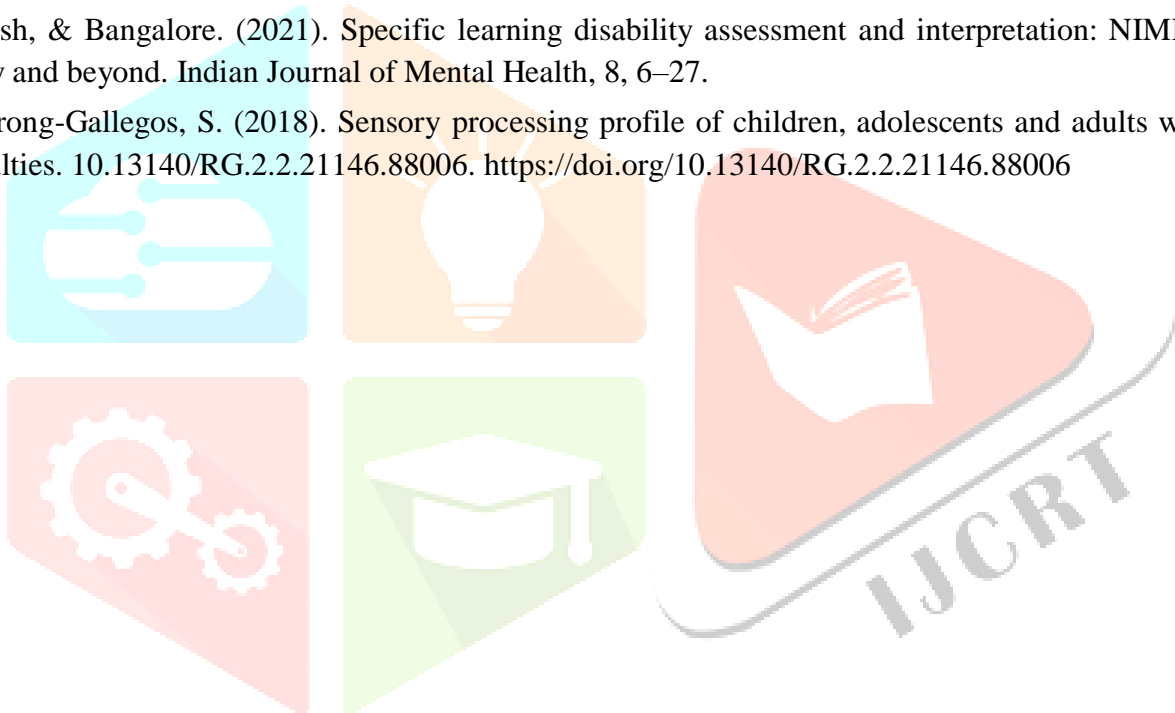 sh, & Bangalore. (2021). Specific learning disability assessment and interpretation: NIM
and beyond. Indian Journal of Mental Health, 8, 6–27.
rong-Gallegos, S. (2018). Sensory processing profile of children, adolescents and adults w
lties. 10.13140/RG.2.2.21146.88006. https://doi.org/10.13140/RG.2.2.21146.88006
IJCRT